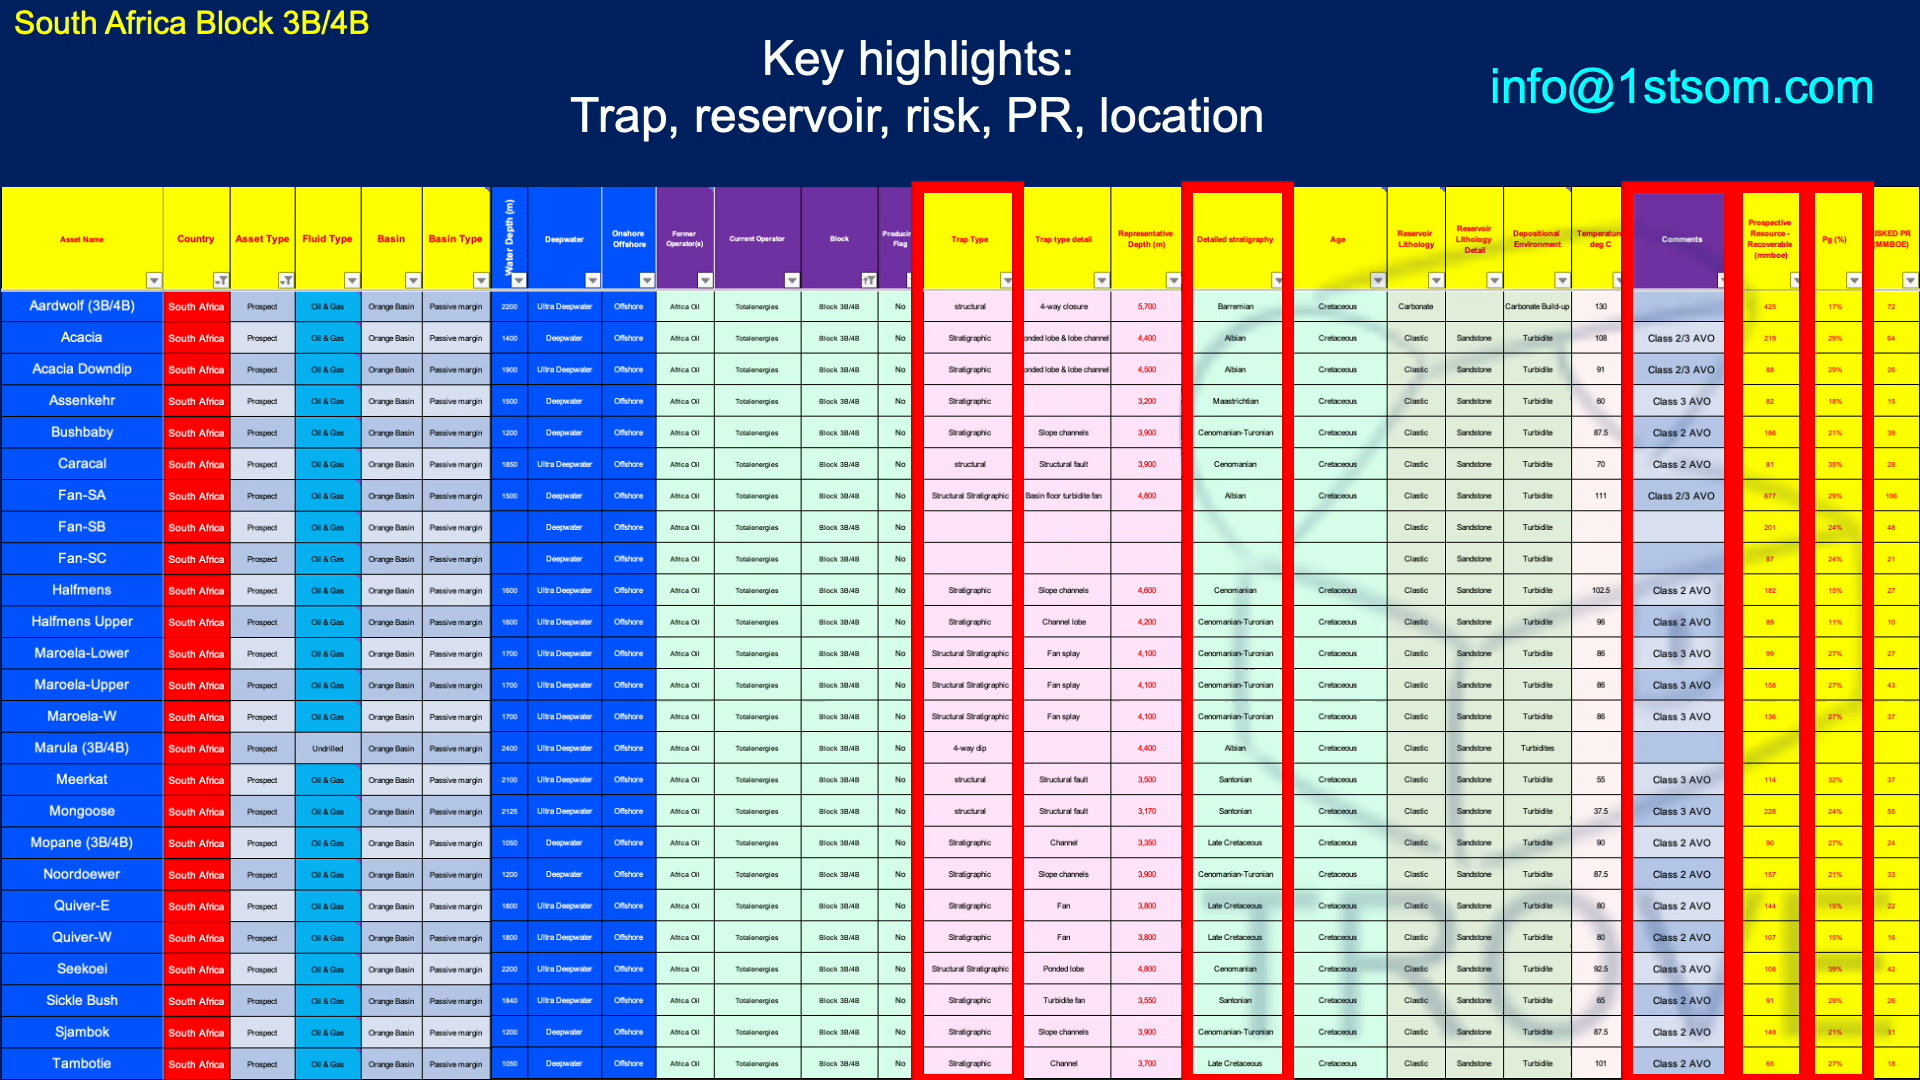 South Africa Block 3B/4B
Key highlights:
Trap, reservoir, risk, PR, location
info@1stsom.com
Asset Name Country Asset Type Fluid Type Basin Basin Type Water Depth (m) Deepwater Onshore Offshore Former Operator(s) Current Operator Block Flag Trap Type Trap type detail Representative Depth (m) Detailed stratigraphy Age Reservoir Lithology Reservoir Lithology Detail Depositional Environment deg C Comments Prospective Resource - Recoverable (mmboe) Pg (%) PR (MMBOE)
Aardwolf (3B/4B) South Africa Prospect Oil & Gas Orange Basin Passive margin 2200 Ultra Deepwater Offshore Africa Oil Totalenergies Block 3B/4B No structural 4-way closure 5,700 Barremian Cretaceous Carbonate Carbonate Build-up 130 425 17% 72
Acacia South Africa Prospect Oil & Gas Orange Basin Passive margin 1400 Ultra Deepwater Offshore Africa Oil Totalenergies Block 3B/4B No Stratigraphic lobe & lobe channel 4,400 Albian Cretaceous Clastic Sandstone Turbidite 108 Class 2/3 AVO 219 29% 64
Acacia Downdip South Africa Prospect Oil & Gas Orange Basin Passive margin 1900 Ultra Deepwater Offshore Africa Oil Totalenergies Block 3B/4B No Stratigraphic lobe & lobe channel 4,500 Albian Cretaceous Clastic Sandstone Turbidite 91 Class 2/3 AVO 88 29% 26
Assenkehr South Africa Prospect Oil & Gas Orange Basin Passive margin 1500 Deepwater Offshore Africa Oil Totalenergies Block 3B/4B No Stratigraphic 3,200 Maastrichtian Cretaceous Clastic Sandstone Turbidite 60 Class 3 AVO 82 18% 15
Bushbaby South Africa Prospect Oil & Gas Orange Basin Passive margin 1200 Deepwater Offshore Africa Oil Totalenergies Block 3B/4B No Stratigraphic Slope channels 3,900 Cenomanian-Turonian Cretaceous Clastic Sandstone Turbidite 87.5 Class 2 AVO 186 21% 39
Caracal South Africa Prospect Oil & Gas Orange Basin Passive margin 1850 Ultra Deepwater Offshore Africa Oil Totalenergies Block 3B/4B No structural Structural fault 3,900 Cenomanian Cretaceous Clastic Sandstone Turbidite 70 Class 2 AVO 81 35% 28
Fan-SA South Africa Prospect Oil & Gas Orange Basin Passive margin 1500 Deepwater Offshore Africa Oil Totalenergies Block 3B/4B No Structural Stratigraphic Basin floor turbidite fan 4,800 Albian Cretaceous Clastic Sandstone Turbidite 111 Class 2/3 AVO 677 29% 196
Fan-SB South Africa Prospect Oil & Gas Orange Basin Passive margin Deepwater Offshore Africa Oil Totalenergies Block 3B/4B No Clastic Sandstone Turbidite 201 24% 48
Fan-SC South Africa Prospect Oil & Gas Orange Basin Passive margin Deepwater Offshore Africa Oil Totalenergies Block 3B/4B No Clastic Sandstone Turbidite 87 24% 21
Halfmens South Africa Prospect Oil & Gas Orange Basin Passive margin 1600 Ultra Deepwater Offshore Africa Oil Totalenergies Block 3B/4B No Stratigraphic Slope channels 4,600 Cenomanian Cretaceous Clastic Sandstone Turbidite 102.5 Class 2 AVO 182 15% 27
Halfmens Upper South Africa Prospect Oil & Gas Orange Basin Passive margin 1600 Ultra Deepwater Offshore Africa Oil Totalenergies Block 3B/4B No Stratigraphic Channel lobe 4,200 Cenomanian-Turonian Cretaceous Clastic Sandstone Turbidite 96 Class 2 AVO 89 11% 10
Maroela-Lower South Africa Prospect Oil & Gas Orange Basin Passive margin 1700 Ultra Deepwater Offshore Africa Oil Totalenergies Block 3B/4B No Structural Stratigraphic Fan splay 4,100 Cenomanian-Turonian Cretaceous Clastic Sandstone Turbidite 86 Class 3 AVO 99 27% 27
Maroela-Upper South Africa Prospect Oil & Gas Orange Basin Passive margin 1700 Ultra Deepwater Offshore Africa Oil Totalenergies Block 3B/4B No Structural Stratigraphic Fan splay 4,100 Cenomanian-Turonian Cretaceous Clastic Sandstone Turbidite 86 Class 3 AVO 158 27% 43
Maroela-W South Africa Prospect Oil & Gas Orange Basin Passive margin 1700 Ultra Deepwater Offshore Africa Oil Totalenergies Block 3B/4B No Structural Stratigraphic Fan splay 4,100 Cenomanian-Turonian Cretaceous Clastic Sandstone Turbidite 86 Class 3 AVO 136 27% 37
Marula (3B/4B) South Africa Prospect Undrilled Orange Basin Passive margin 2400 Ultra Deepwater Offshore Africa Oil Totalenergies Block 3B/4B No 4-way dip 4,400 Albian Cretaceous Clastic Sandstone Turbidites
Meerkat South Africa Prospect Oil & Gas Orange Basin Passive margin 2100 Ultra Deepwater Offshore Africa Oil Totalenergies Block 3B/4B No structural Structural fault 3,500 Santonian Cretaceous Clastic Sandstone Turbidite 55 Class 3 AVO 114 32% 37
Mongoose South Africa Prospect Oil & Gas Orange Basin Passive margin 2125 Ultra Deepwater Offshore Africa Oil Totalenergies Block 3B/4B No structural Structural fault 3,170 Santonian Cretaceous Clastic Sandstone Turbidite 37.5 Class 3 AVO 228 24% 55
Mopane (3B/4B) South Africa Prospect Oil & Gas Orange Basin Passive margin 1050 Deepwater Offshore Africa Oil Totalenergies Block 3B/4B No Stratigraphic Channel 3,350 Late Cretaceous Cretaceous Clastic Sandstone Turbidite 90 Class 2 AVO 90 27% 24
Noordoewer South Africa Prospect Oil & Gas Orange Basin Passive margin 1200 Deepwater Offshore Africa Oil Totalenergies Block 3B/4B No Stratigraphic Slope channels 3,900 Cenomanian-Turonian Cretaceous Clastic Sandstone Turbidite 87.5 Class 2 AVO 157 21% 33
Quiver-E South Africa Prospect Oil & Gas Orange Basin Passive margin 1800 Ultra Deepwater Offshore Africa Oil Totalenergies Block 3B/4B No Stratigraphic Fan 3,800 Late Cretaceous Cretaceous Clastic Sandstone Turbidite 80 Class 2 AVO 144 15% 22
Quiver-W South Africa Prospect Oil & Gas Orange Basin Passive margin 1800 Ultra Deepwater Offshore Africa Oil Totalenergies Block 3B/4B No Stratigraphic Fan 3,800 Late Cretaceous Cretaceous Clastic Sandstone Turbidite 80 Class 2 AVO 107 15% 16
Seekoei South Africa Prospect Oil & Gas Orange Basin Passive margin 2200 Ultra Deepwater Offshore Africa Oil Totalenergies Block 3B/4B No Structural Stratigraphic Ponded lobe 4,800 Cenomanian Cretaceous Clastic Sandstone Turbidite 92.5 Class 3 AVO 108 39% 42
Sickle Bush South Africa Prospect Oil & Gas Orange Basin Passive margin 1840 Ultra Deepwater Offshore Africa Oil Totalenergies Block 3B/4B No Stratigraphic Turbidite fan 3,550 Santonian Cretaceous Clastic Sandstone Turbidite 65 Class 2 AVO 91 29% 26
Sjambok South Africa Prospect Oil & Gas Orange Basin Passive margin 1200 Deepwater Offshore Africa Oil Totalenergies Block 3B/4B No Stratigraphic Slope channels 3,900 Cenomanian-Turonian Cretaceous Clastic Sandstone Turbidite 87.5 Class 2 AVO 149 21% 31
Tambotie South Africa Prospect Oil & Gas Orange Basin Passive margin 1050 Deepwater Offshore Africa Oil Totalenergies Block 3B/4B No Stratigraphic Channel 3,700 Late Cretaceous Cretaceous Clastic Sandstone Turbidite 101 Class 2 AVO 65 27% 18
TROVE